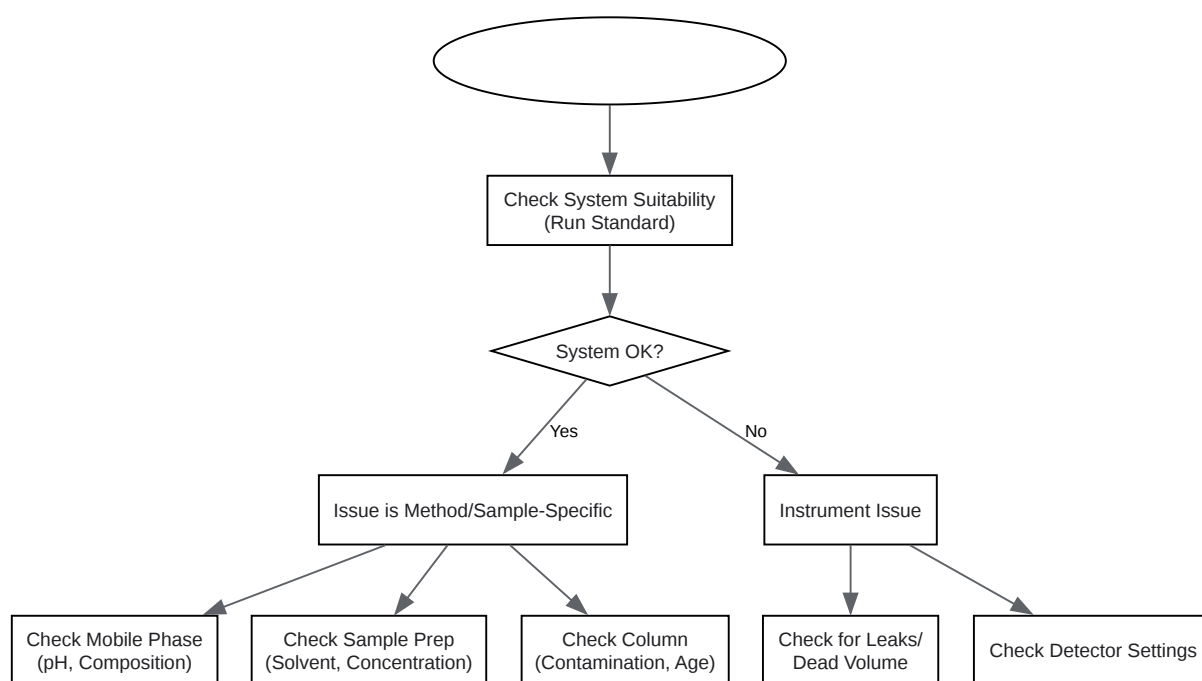 Check System Suitability
(Run Standard)
System OK?
Yes
No
Issue is Method/Sample-Specific
Instrument Issue
Check Mobile Phase
(pH, Composition)
Check Sample Prep
(Solvent, Concentration)
Check Column
(Contamination, Age)
Check for Leaks/
Dead Volume
Check Detector Settings